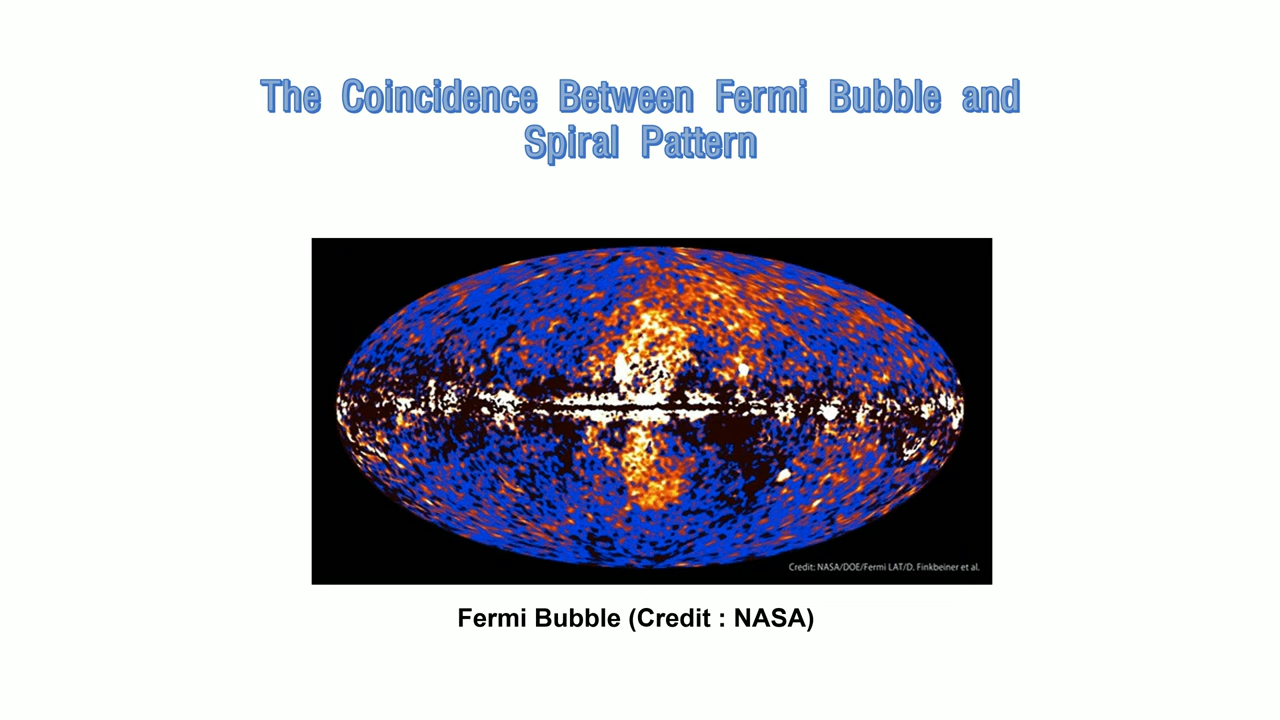 The Coincidence Between Fermi Bubble and
Spiral Pattern
Credit: NASA/DOE/Fermi LAT/D. Finkbeiner et al.
Fermi Bubble (Credit : NASA)